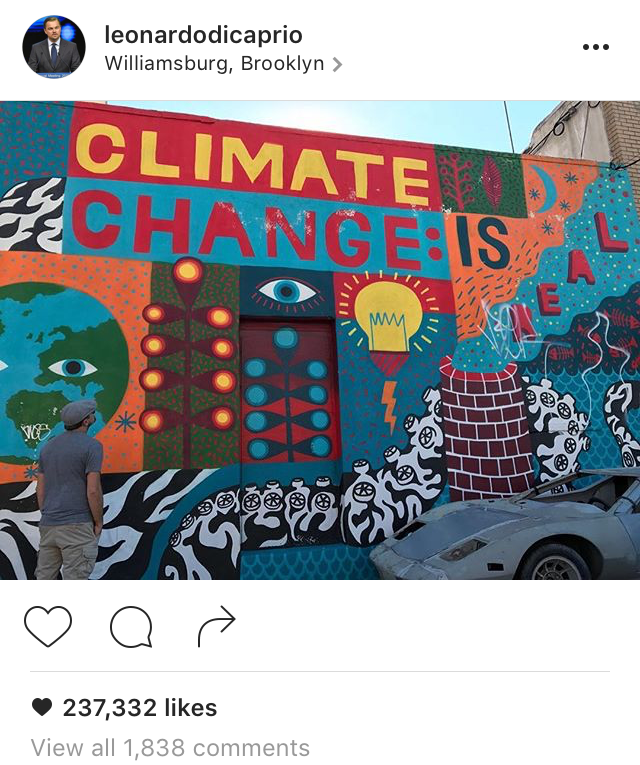 leonardodicaprio
Williamsburg, Brooklyn
CLIMATE
CHANGE: IS
REAL
237,332 likes
View all 1,838 comments